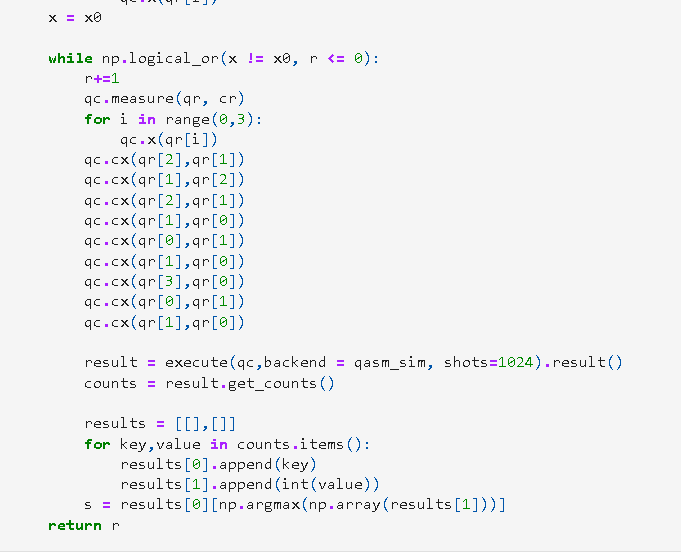 qc.x(qr[i])
x = x0
while np.logical_or(x != x0, r <= 0):
r+=1
qc.measure(qr, cr)
for i in range(0,3):
qc.x(qr[i])
qc.cx(qr[2],qr[1])
qc.cx(qr[1],qr[2])
qc.cx(qr[2],qr[1])
qc.cx(qr[1],qr[0])
qc.cx(qr[0],qr[1])
qc.cx(qr[1],qr[0])
qc.cx(qr[3],qr[0])
qc.cx(qr[0],qr[1])
qc.cx(qr[1],qr[0])
result = execute(qc,backend = qasm_sim, shots=1024).result()
counts = result.get_counts()
results = [[],[]]
for key,value in counts.items():
results[0].append(key)
results[1].append(int(value))
s = results[0][np.argmax(np.array(results[1]))]
return r